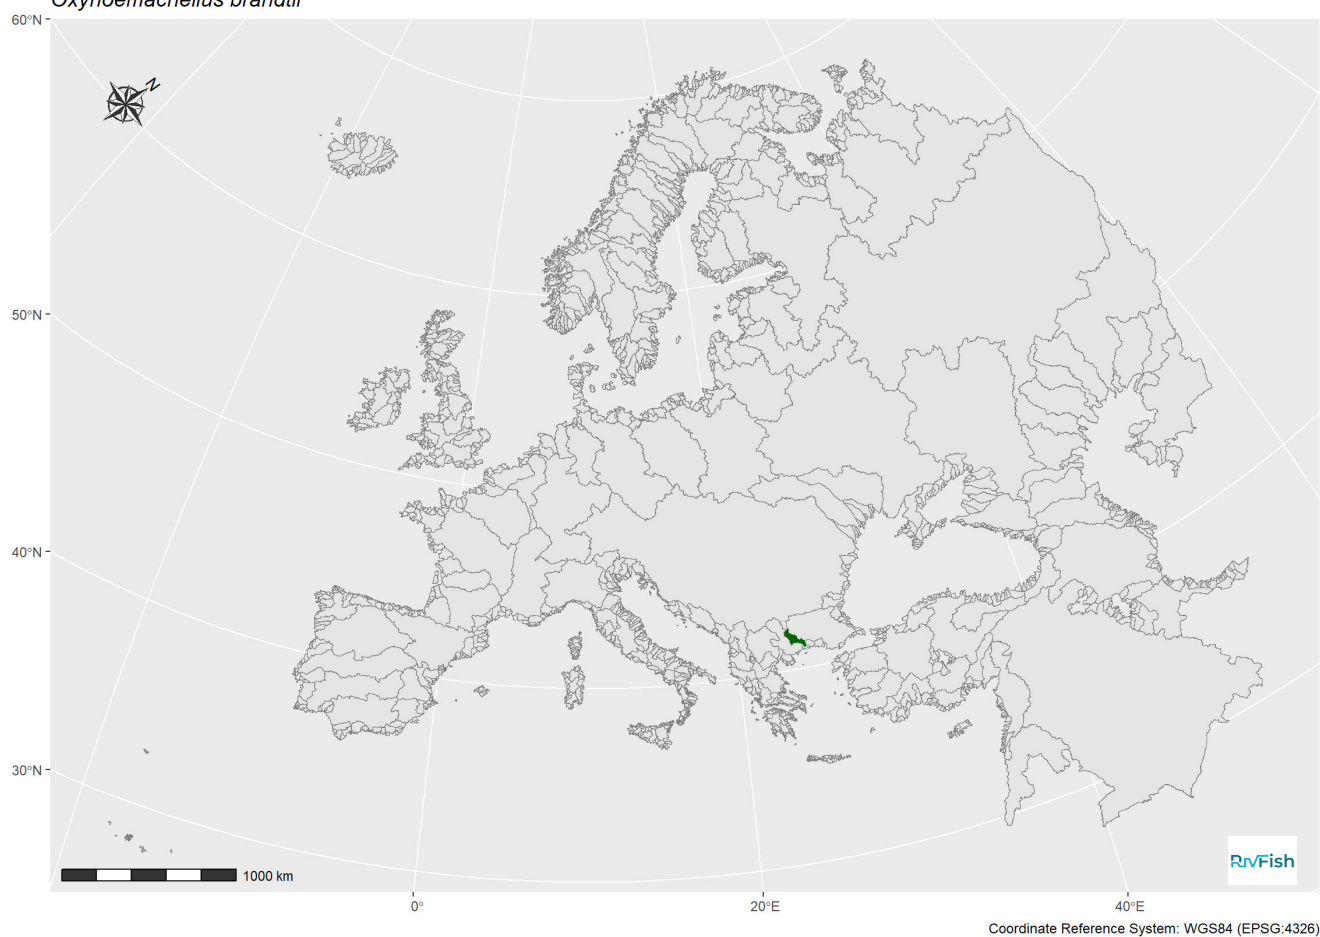 Oxynoemacheilus brandtii
60°N
N
50°N
40°N
30°N
1000 km
RivFish
0°
20°E
40°E
Coordinate Reference System: WGS84 (EPSG:4326)